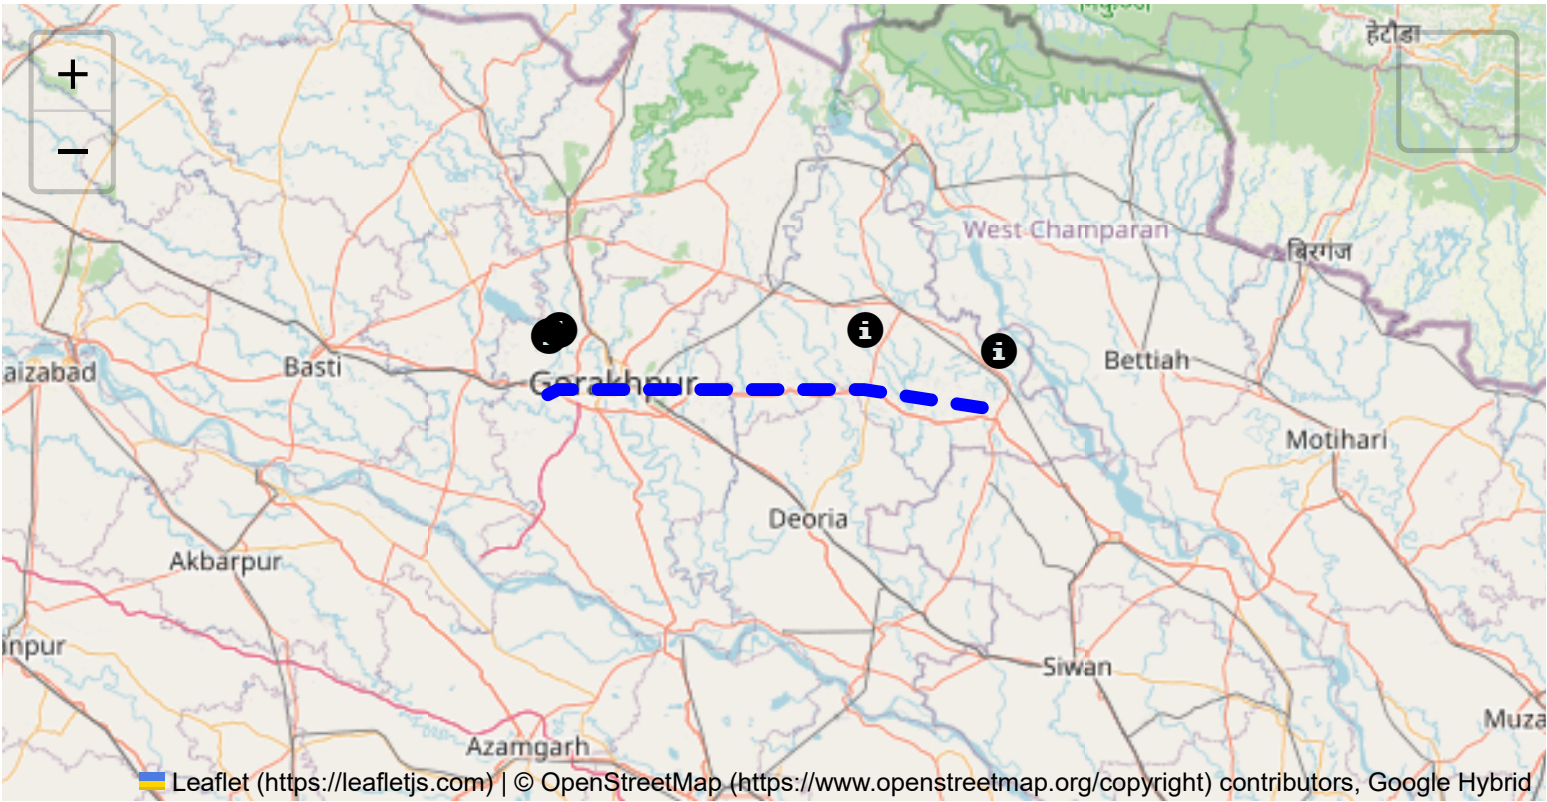 हेटौडा
+
−
West Champaran
बिरगंज
aizabad
Basti
Gorakhpur
i
i
Bettiah
Motihari
Deoria
Akbarpur
anpur
Siwan
Muza
Azamgarh
Leaflet (https://leafletjs.com) | © OpenStreetMap (https://www.openstreetmap.org/copyright) contributors, Google Hybrid